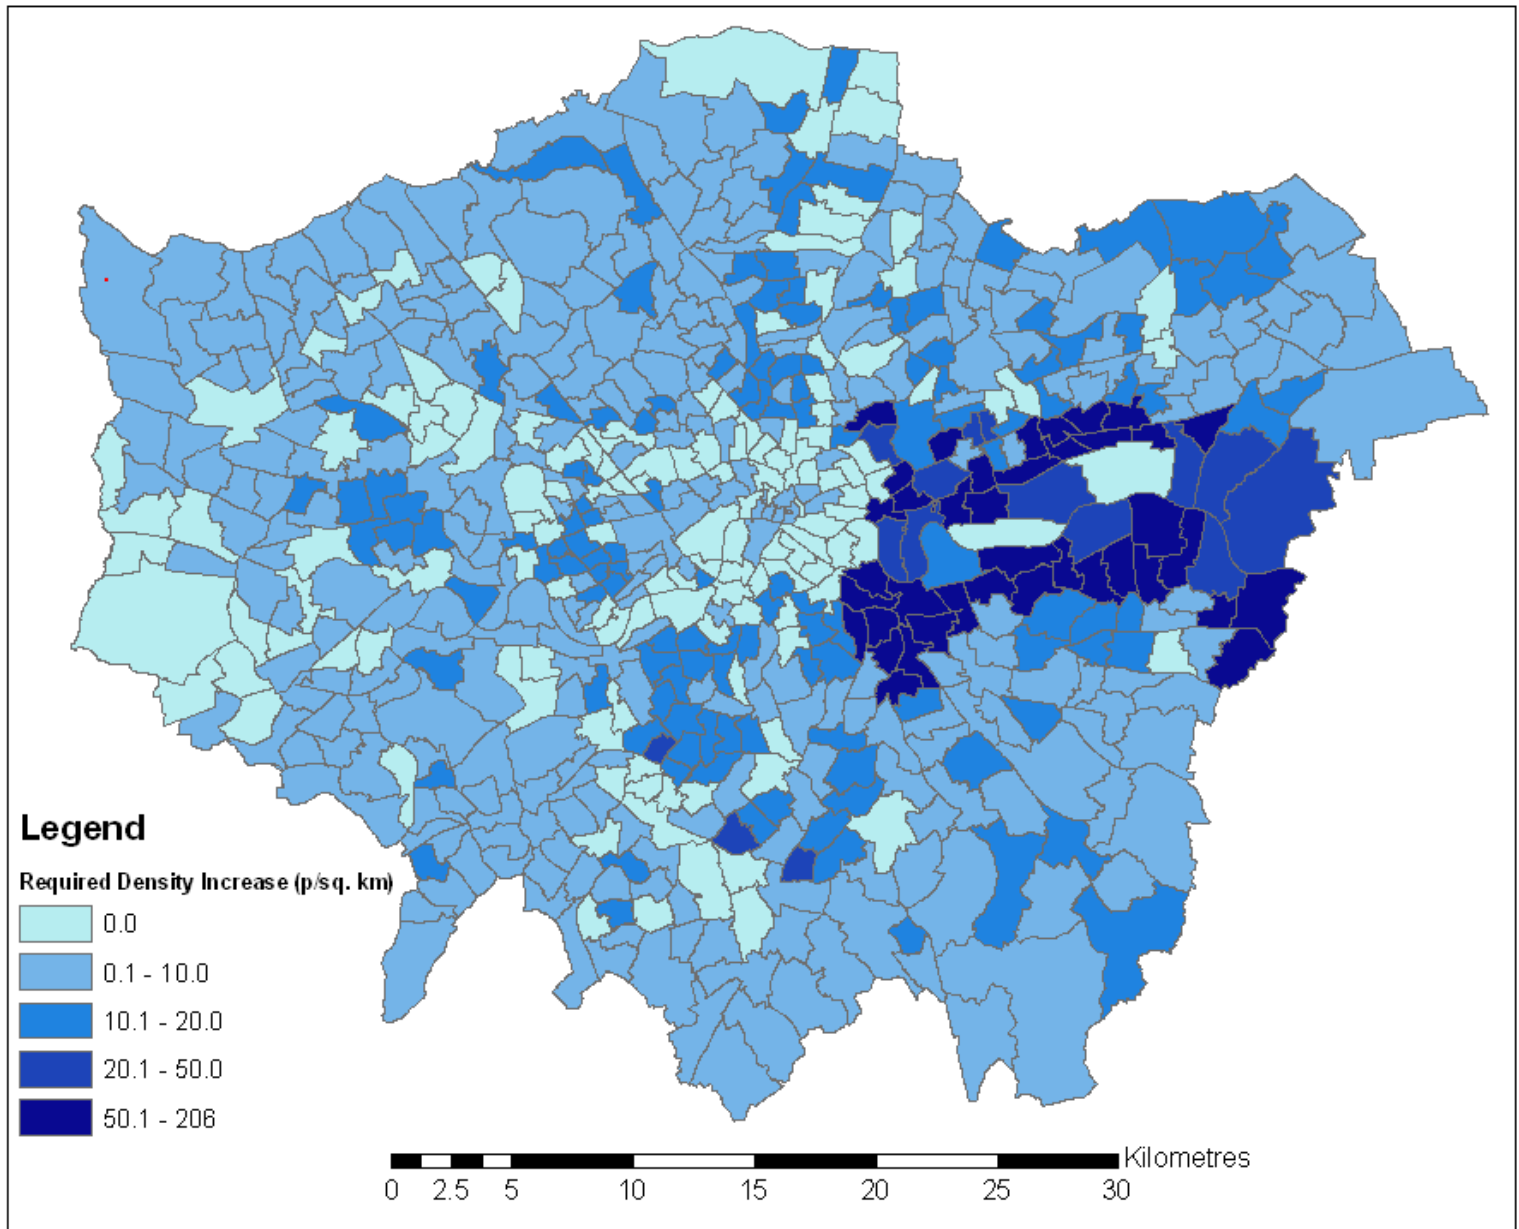 Legend
Required Density Increase (p/sq. km)
0.0
0.1 - 10.0
10.1 - 20.0
20.1 - 50.0
50.1 - 206
Kilometres
0 2.5 5 10 15 20 25 30